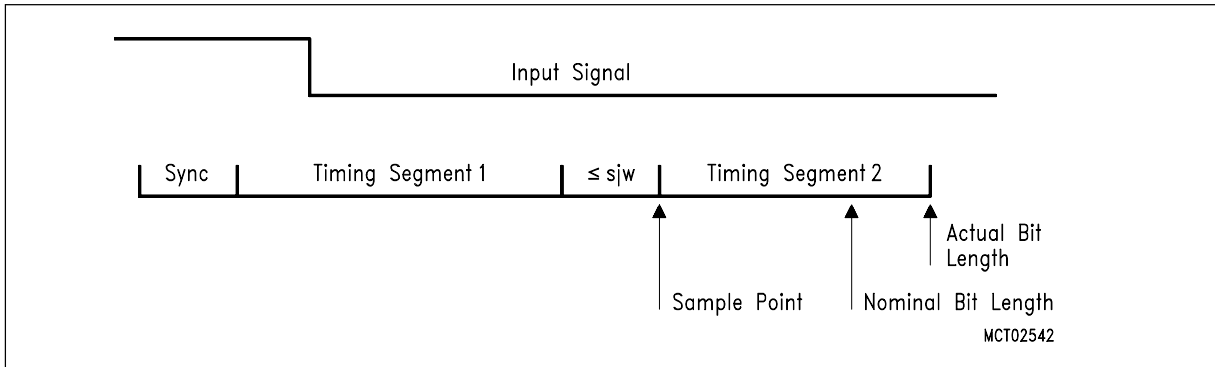 Input Signal
Sync
Timing Segment 1
≤ sjw
Timing Segment 2
Actual Bit
Length
Sample Point
Nominal Bit Length
MCT02542